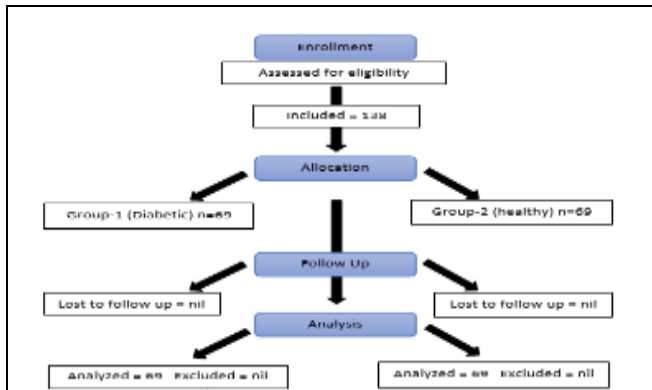 Enrollment
Assessed for eligibility
Included = 138
Allocation
Group-1 (Diabetic) n=69
Group-2 (healthy) n=69
Follow Up
Lost to follow up = nil
Lost to follow up = nil
Analysis
Analyzed = 69 Excluded = nil
Analyzed = 69 Excluded = nil